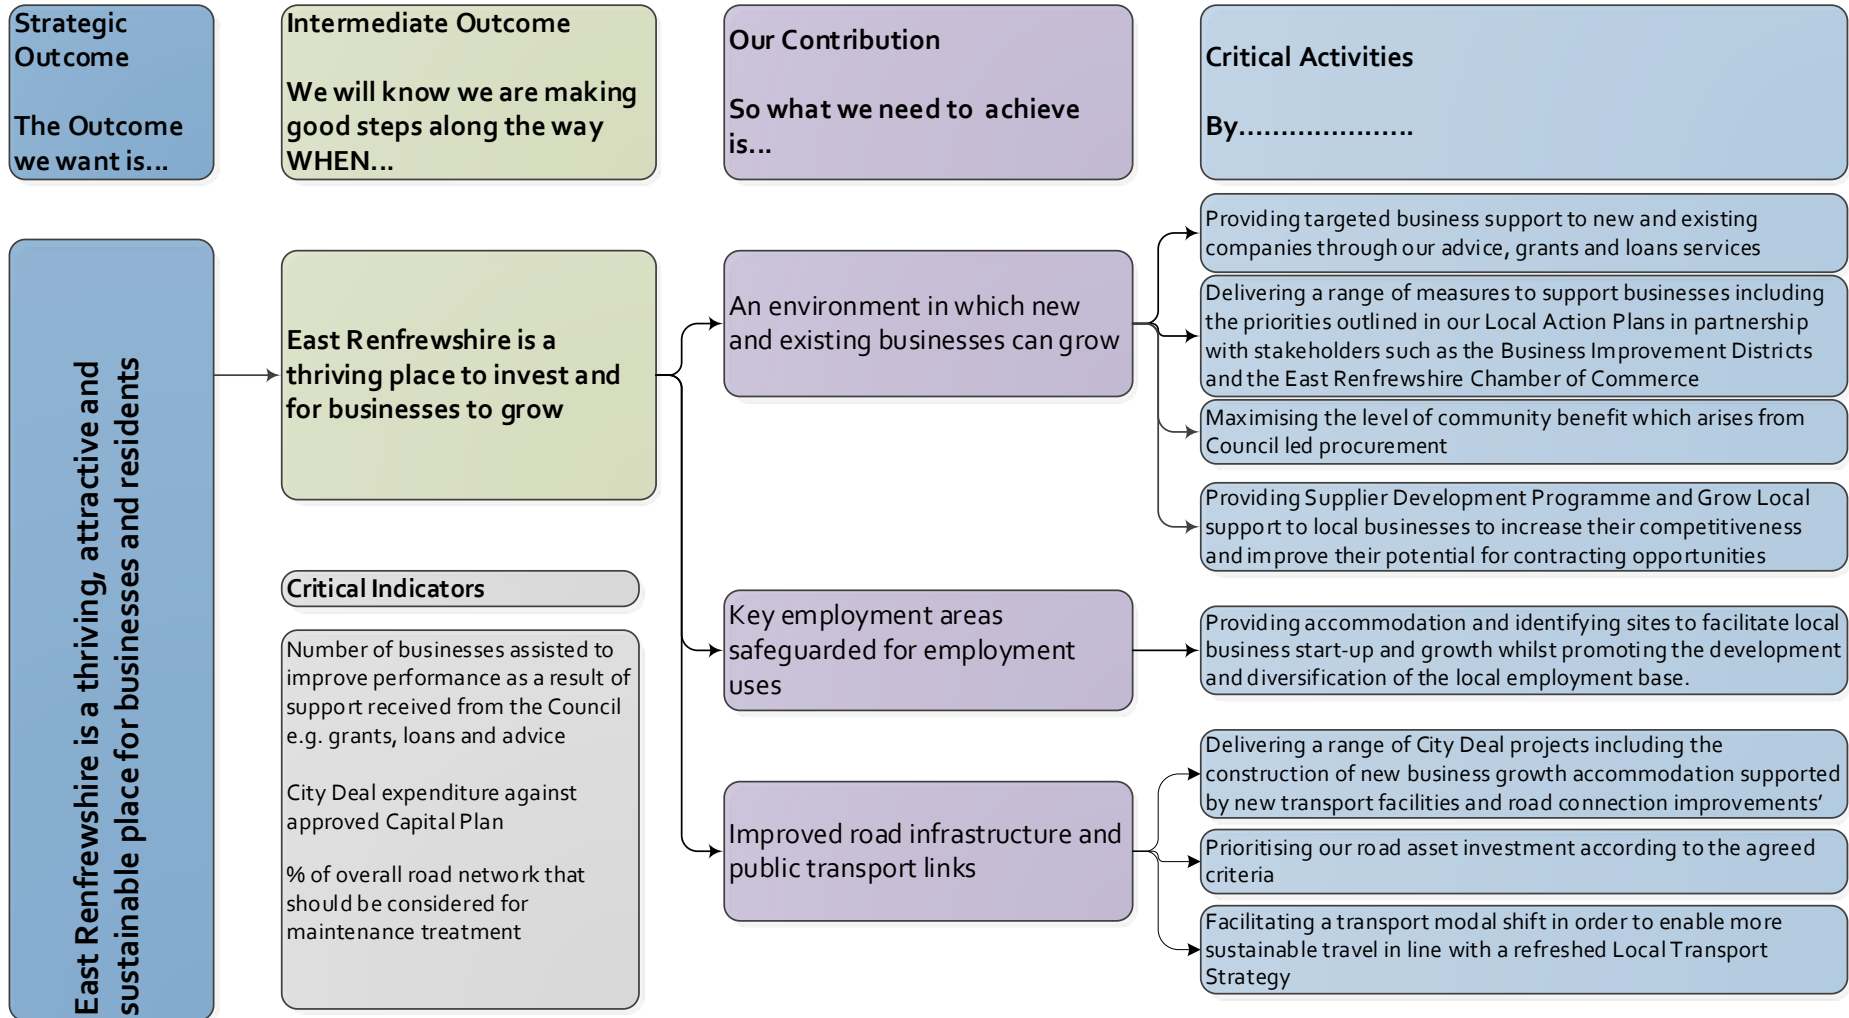 Strategic
Outcome
The Outcome
we want is...
Intermediate Outcome
We will know we are making
good steps along the way
WHEN...
Our Contribution
So what we need to achieve
is...
Critical Activities
By.....................
East Renfrewshire is a thriving, attractive and
sustainable place for businesses and residents
East Renfrewshire is a
thriving place to invest and
for businesses to grow
Critical Indicators
Number of businesses assisted to
improve performance as a result of
support received from the Council
e.g. grants, loans and advice
City Deal expenditure against
approved Capital Plan
% of overall road network that
should be considered for
maintenance treatment
An environment in which new
and existing businesses can grow
Providing targeted business support to new and existing
companies through our advice, grants and loans services
Delivering a range of measures to support businesses including
the priorities outlined in our Local Action Plans in partnership
with stakeholders such as the Business Improvement Districts
and the East Renfrewshire Chamber of Commerce
Maximising the level of community benefit which arises from
Council led procurement
Providing Supplier Development Programme and Grow Local
support to local businesses to increase their competitiveness
and improve their potential for contracting opportunities
Key employment areas
safeguarded for employment
uses
Providing accommodation and identifying sites to facilitate local
business start-up and growth whilst promoting the development
and diversification of the local employment base.
Improved road infrastructure and
public transport links
Delivering a range of City Deal projects including the
construction of new business growth accommodation supported
by new transport facilities and road connection improvements’
Prioritising our road asset investment according to the agreed
criteria
Facilitating a transport modal shift in order to enable more
sustainable travel in line with a refreshed Local Transport
Strategy